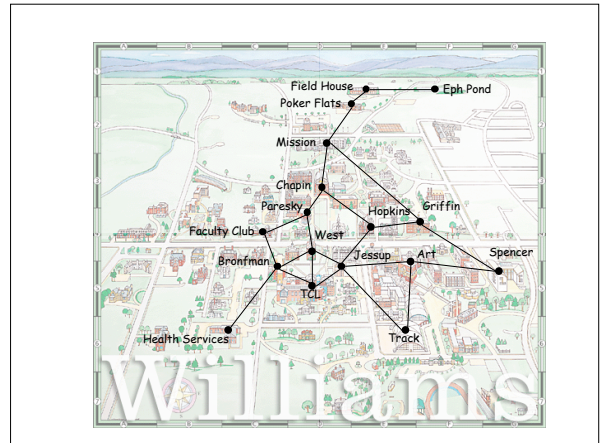 Field House
Eph Pond
Poker Flats
Mission
Chapin
Paresky
Hopkins
Griffin
Faculty Club
West
Bronfman
Jessup
Art
Spencer
TCL
Health Services
Track
Williams